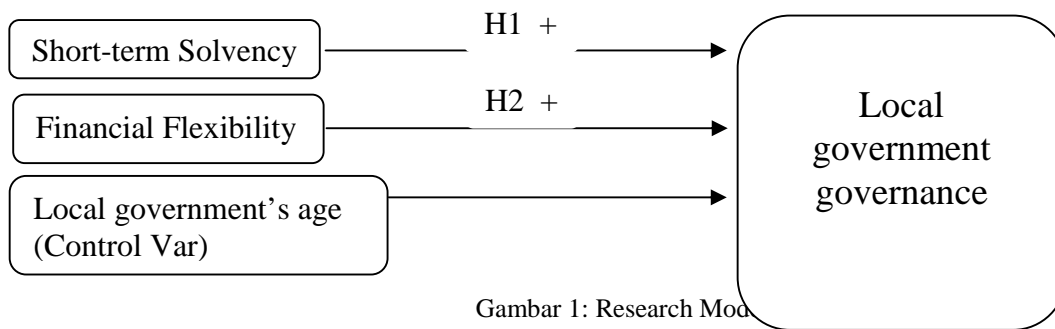 H1 +
Short-term Solvency
H2 +
Financial Flexibility
Local government’s age
(Control Var)
Local
government
governance
Gambar 1: Research Mod